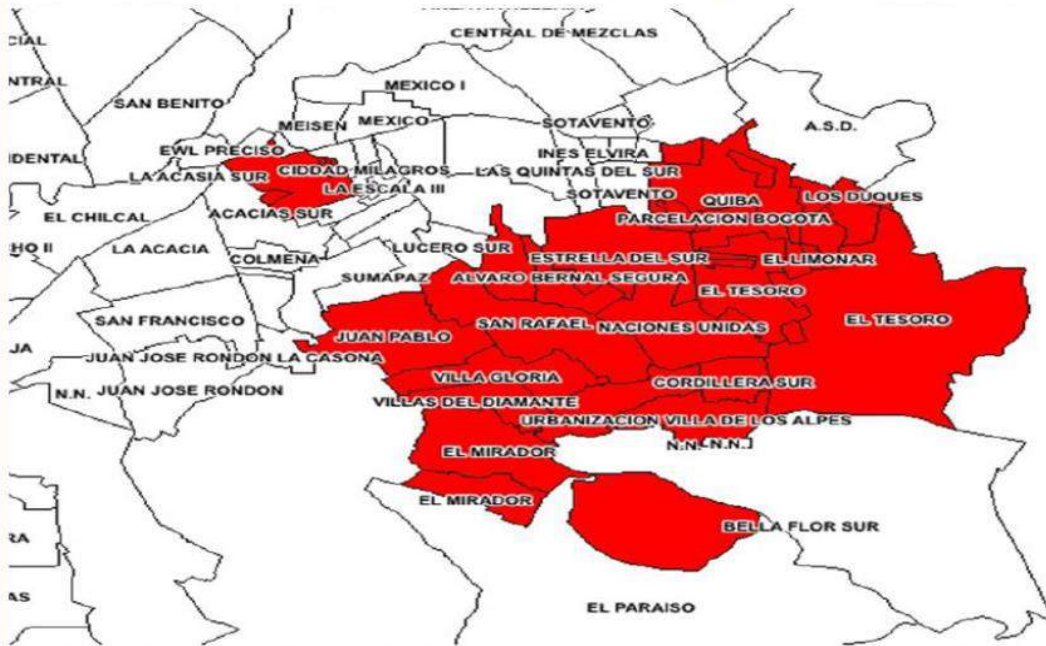 CIAL
CENTRAL DE MEZCLAS
NTRAL
MEXICO I
SAN BENITO
MEISEN
MEXICO
SOTAVENTO
A.S.D.
EWL PRECISO
INES ELVIRA
IDENTAL
LA ACASIA SUR
CIDDAD MILAGROS
LAS QUINTAS DEL SUR
LA ESCALA III
SOTAVENTO
QUIBA
LOS DUQUES
EL CHILCAL
ACACIAS SUR
PARCELACION BOGOTA
HO II
LA ACACIA
COLMENA
LUCERO SUR
ESTRELLA DEL SUR
EL LIMONAR
SUMAPAZ
ALVARO BERNAL SEGURA
EL TESORO
SAN FRANCISCO
JUAN PABLO
SAN RAFAEL
NACIONES UNIDAS
EL TESORO
JA
JUAN JOSE RONDON LA CASONA
N.N.
JUAN JOSE RONDON
VILLA GLORIA
CORDILLERA SUR
VILLAS DEL DIAMANTE
URBANIZACION VILLA DE LOS ALPES
N.N.
[N.N.]
EL MIRADOR
EL MIRADOR
BELLA FLOR SUR
RA
AS
EL PARAISO